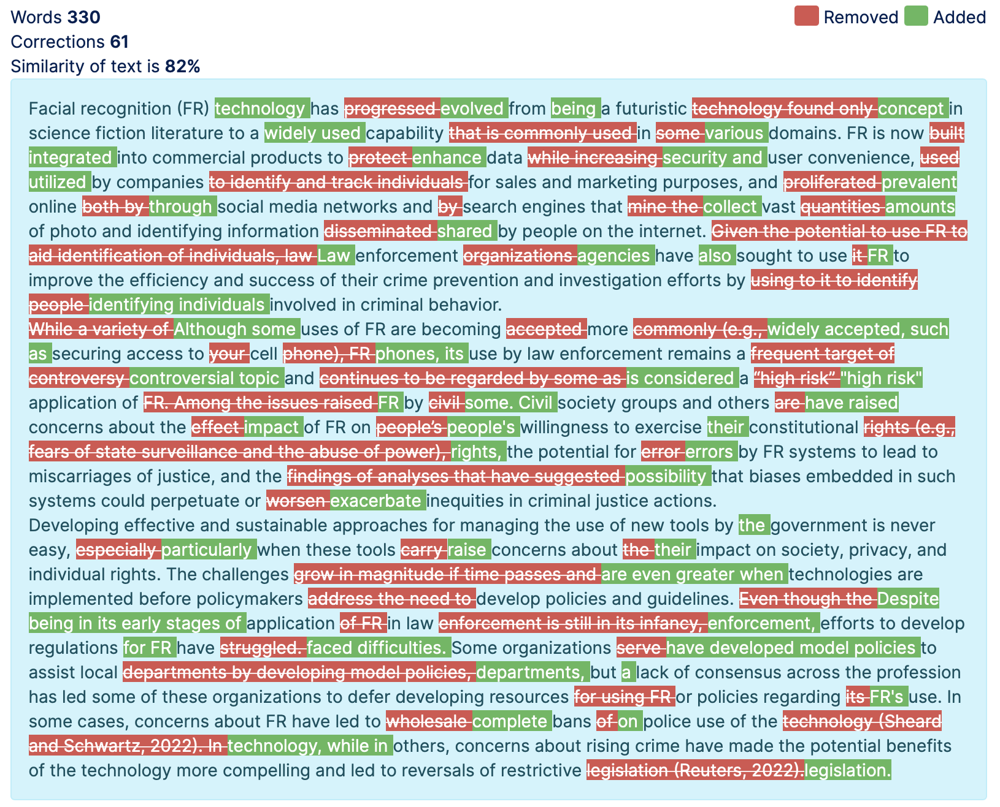 Words 330
Removed Added
Corrections 61
Similarity of text is 82%
Facial recognition (FR) technology has progressed evolved from being a futuristic technology found only concept in
science fiction literature to a widely used capability that is commonly used in some various domains. FR is now built
integrated into commercial products to protect enhance data while increasing security and user convenience, used
utilized by companies to identify and track individuals for sales and marketing purposes, and proliferated prevalent
online both by through social media networks and by search engines that mine the collect vast quantities amounts
of photo and identifying information disseminated shared by people on the internet. Given the potential to use FR to
aid identification of individuals, law Law enforcement organizations agencies have also sought to use it FR to
improve the efficiency and success of their crime prevention and investigation efforts by using to it to identify
people identifying individuals involved in criminal behavior.
While a variety of Although some uses of FR are becoming accepted more commonly (e.g., widely accepted, such
as securing access to your cell phone), FR phones, its use by law enforcement remains a frequent target of
controversy controversial topic and continues to be regarded by some as is considered a “high risk” "high risk"
application of FR. Among the issues raised FR by civil some. Civil society groups and others are have raised
concerns about the effect impact of FR on people’s people's willingness to exercise their constitutional rights (e.g.,
fears of state surveillance and the abuse of power), rights, the potential for error errors by FR systems to lead to
miscarriages of justice, and the findings of analyses that have suggested possibility that biases embedded in such
systems could perpetuate or worsen exacerbate inequities in criminal justice actions.
Developing effective and sustainable approaches for managing the use of new tools by the government is never
easy, especially particularly when these tools carry raise concerns about the their impact on society, privacy, and
individual rights. The challenges grow in magnitude if time passes and are even greater when technologies are
implemented before policymakers address the need to develop policies and guidelines. Even though the Despite
being in its early stages of application of FR in law enforcement is still in its infancy, enforcement, efforts to develop
regulations for FR have struggled. faced difficulties. Some organizations serve have developed model policies to
assist local departments by developing model policies, departments, but a lack of consensus across the profession
has led some of these organizations to defer developing resources for using FR or policies regarding its FR's use. In
some cases, concerns about FR have led to wholesale complete bans of on police use of the technology (Sheard
and Schwartz, 2022). In technology, while in others, concerns about rising crime have made the potential benefits
of the technology more compelling and led to reversals of restrictive legislation (Reuters, 2022).legislation.